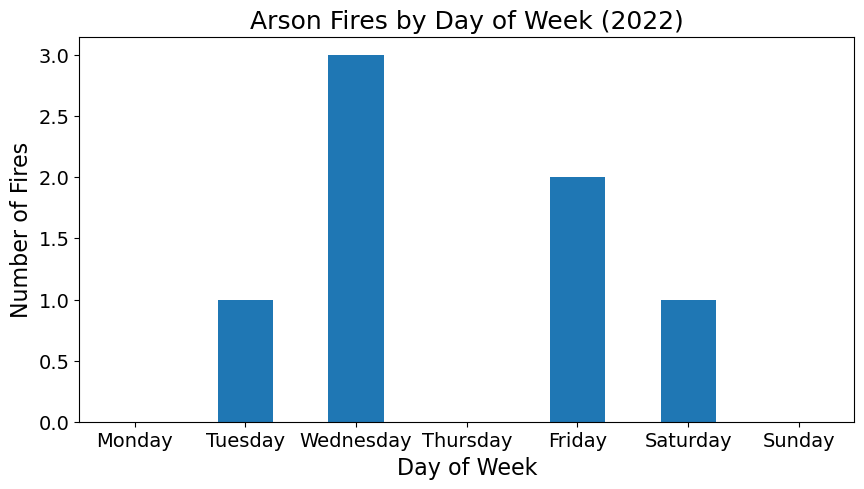 Arson Fires by Day of Week (2022)
Number of Fires
3.0
2.5
2.0
1.5
1.0
0.5
0.0
Monday Tuesday Wednesday Thursday Friday Saturday Sunday
Day of Week